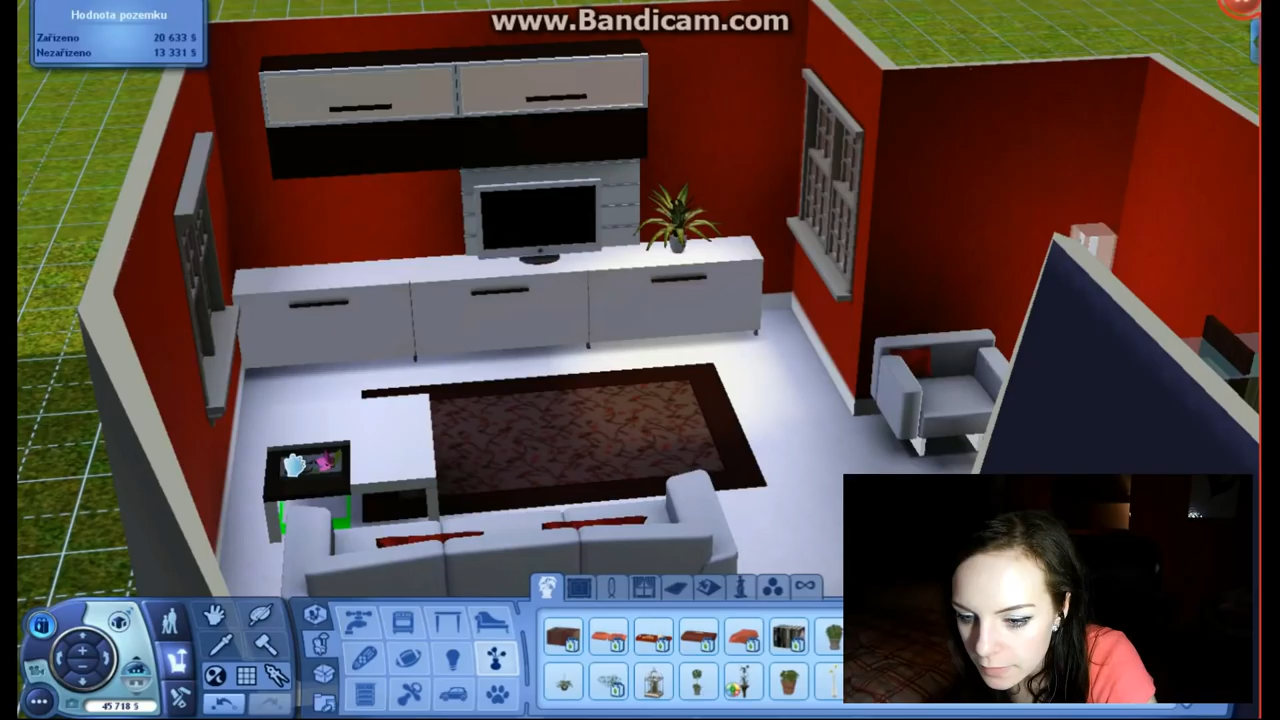 Hodnota pozemku
Zařízeno 20 633 $
Nezařízeno 13 331 $
www.Bandicam.com
45 718 $